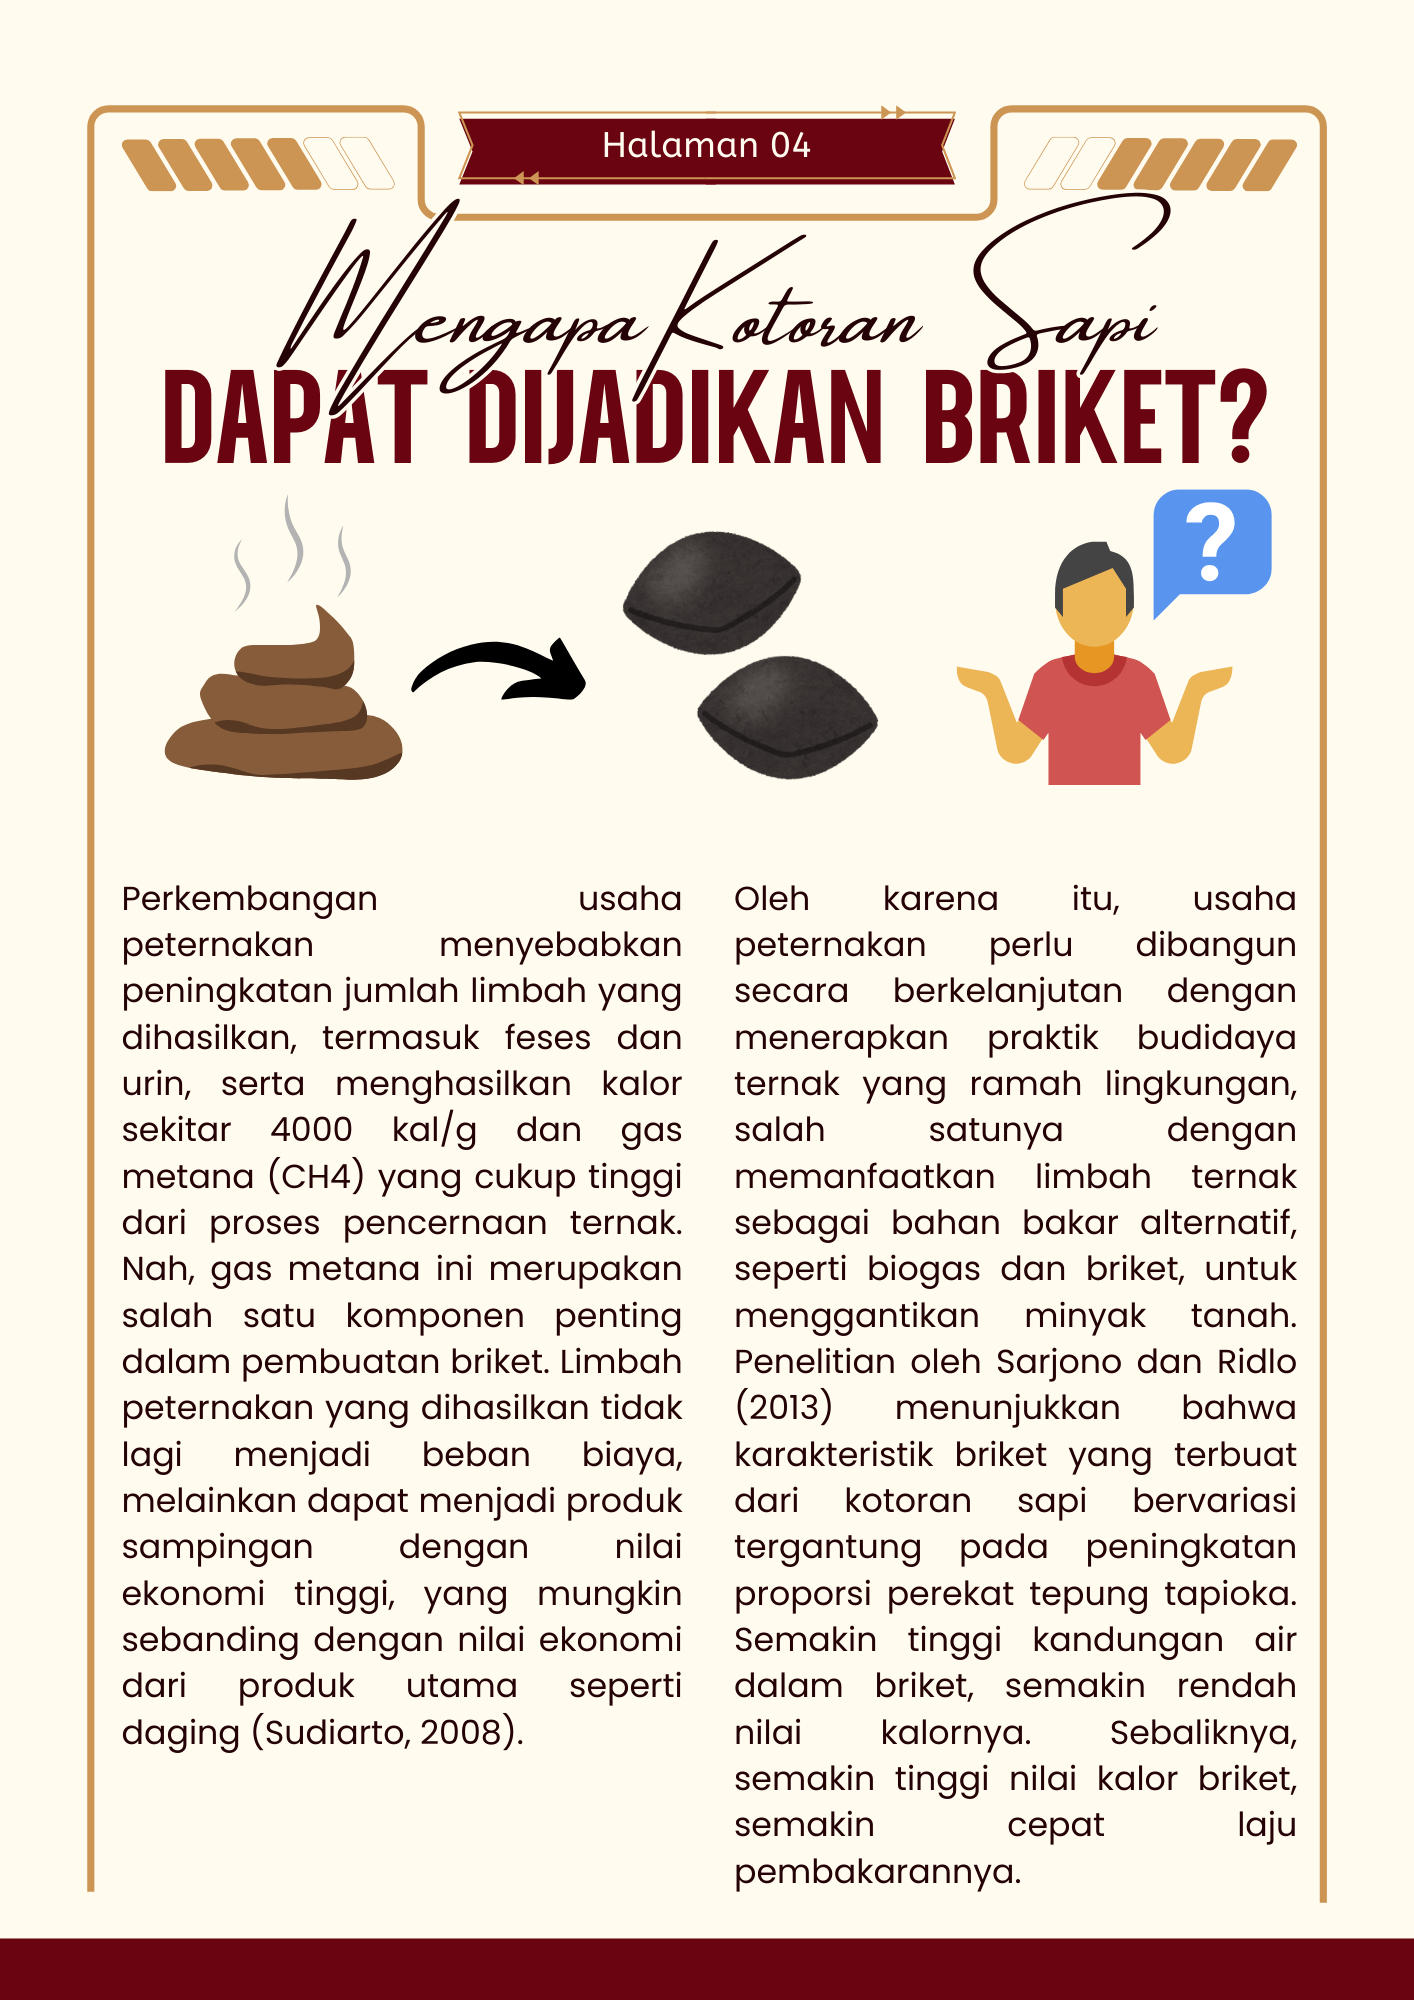 Halaman 04
Mengapa Kotoran Sapi
DAPAT DIJADIKAN BRIKET?
?
Perkembangan usaha
peternakan menyebabkan
peningkatan jumlah limbah yang
dihasilkan, termasuk feses dan
urin, serta menghasilkan kalor
sekitar 4000 kal/g dan gas
metana (CH4) yang cukup tinggi
dari proses pencernaan ternak.
Nah, gas metana ini merupakan
salah satu komponen penting
dalam pembuatan briket. Limbah
peternakan yang dihasilkan tidak
lagi menjadi beban biaya,
melainkan dapat menjadi produk
sampingan dengan nilai
ekonomi tinggi, yang mungkin
sebanding dengan nilai ekonomi
dari produk utama seperti
daging (Sudiarto, 2008).
Oleh karena itu, usaha
peternakan perlu dibangun
secara berkelanjutan dengan
menerapkan praktik budidaya
ternak yang ramah lingkungan,
salah satunya dengan
memanfaatkan limbah ternak
sebagai bahan bakar alternatif,
seperti biogas dan briket, untuk
menggantikan minyak tanah.
Penelitian oleh Sarjono dan Ridlo
(2013) menunjukkan bahwa
karakteristik briket yang terbuat
dari kotoran sapi bervariasi
tergantung pada peningkatan
proporsi perekat tepung tapioka.
Semakin tinggi kandungan air
dalam briket, semakin rendah
nilai kalornya. Sebaliknya,
semakin tinggi nilai kalor briket,
semakin cepat laju
pembakarannya.